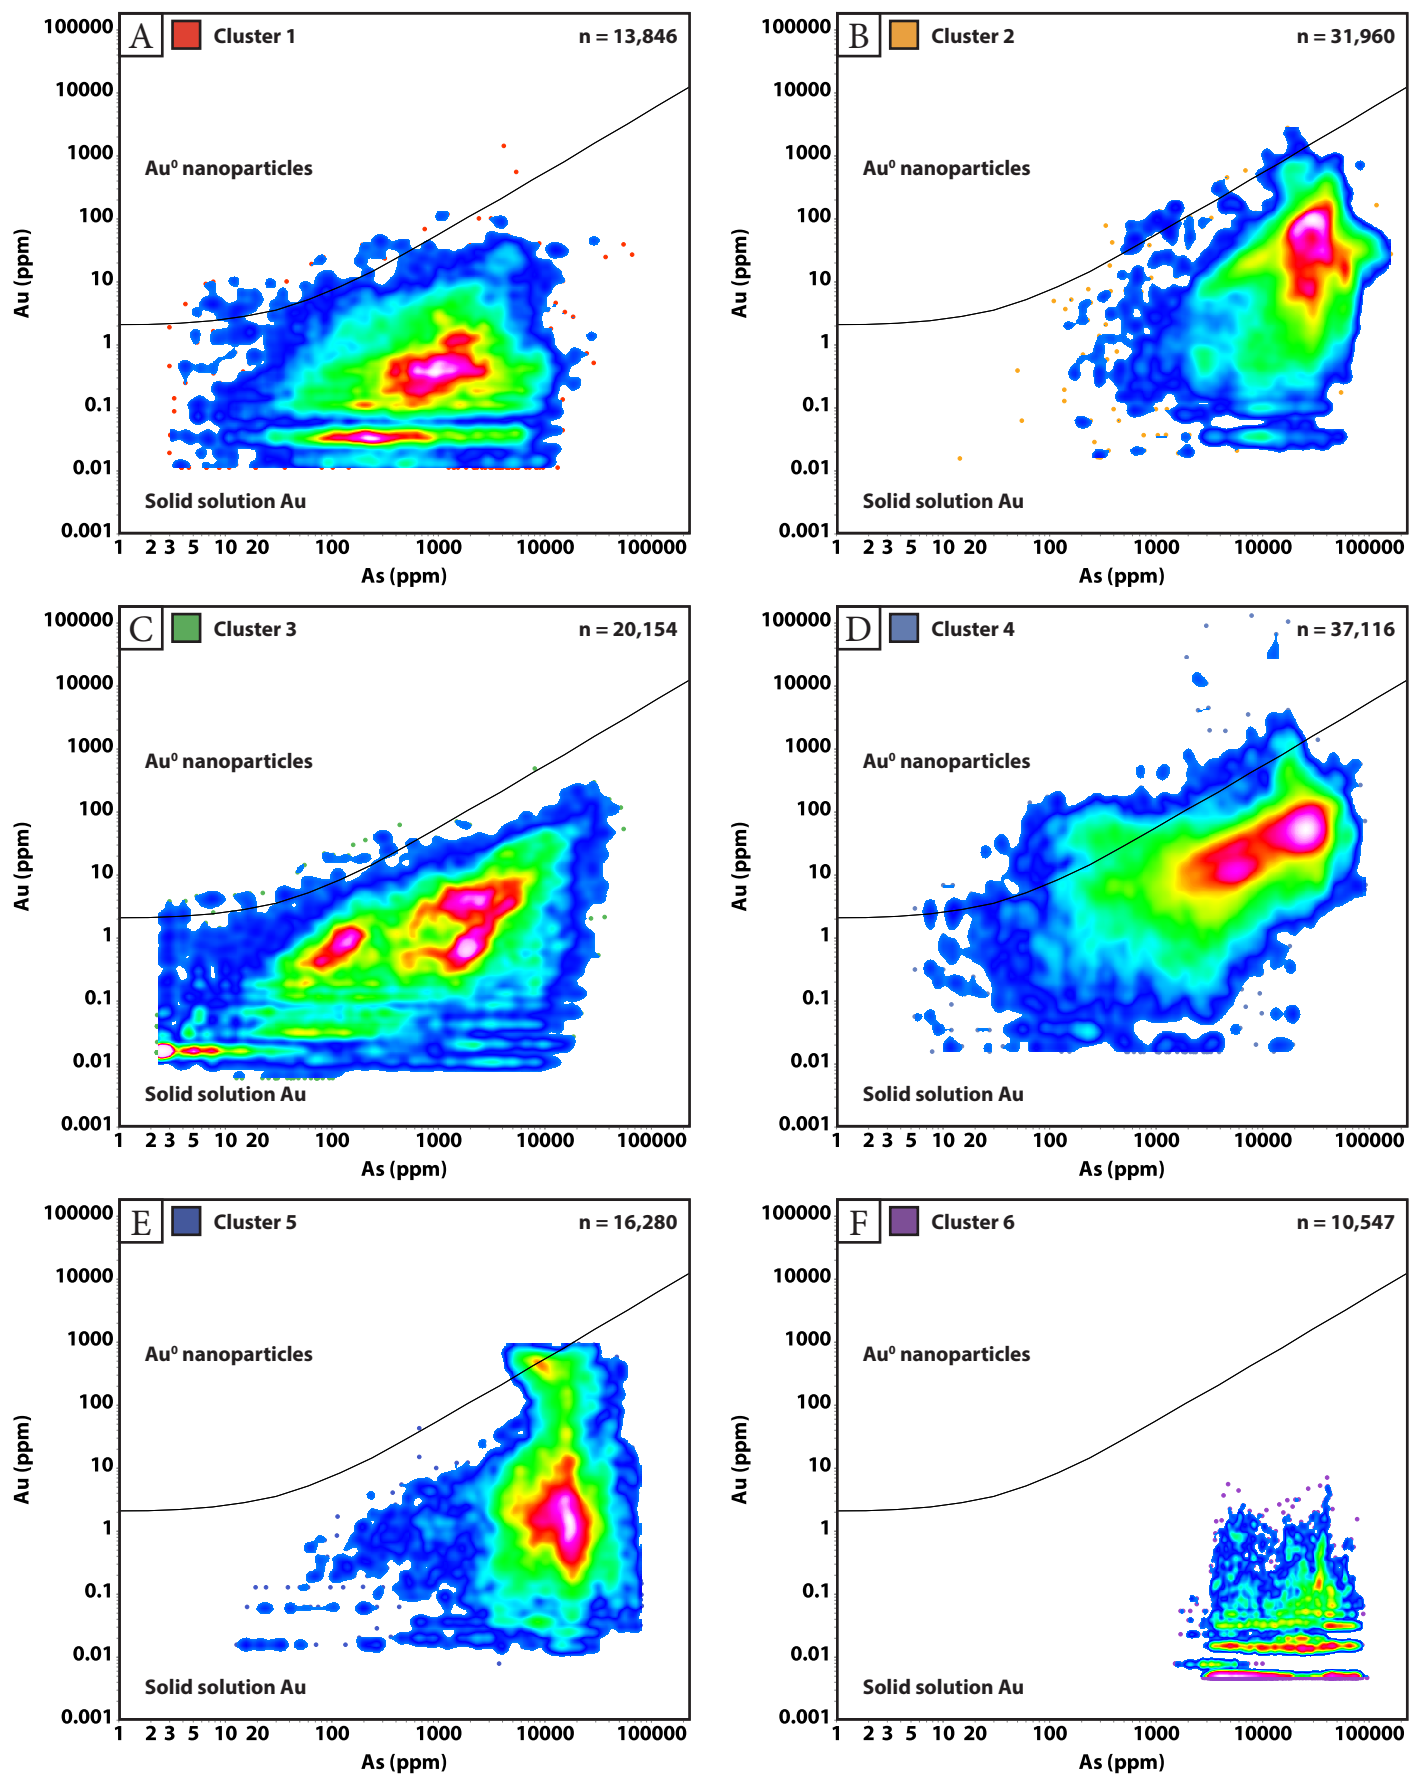 A Cluster 1 n = 13,846
100000
10000
1000
100
10
1
0.1
0.01
0.001
Au (ppm)
Au⁰ nanoparticles
Solid solution Au
1 2 3 5 10 20 100 1000 10000 100000
As (ppm)
B Cluster 2 n = 31,960
100000
10000
1000
100
10
1
0.1
0.01
0.001
Au (ppm)
Au⁰ nanoparticles
Solid solution Au
1 2 3 5 10 20 100 1000 10000 100000
As (ppm)
C Cluster 3 n = 20,154
100000
10000
1000
100
10
1
0.1
0.01
0.001
Au (ppm)
Au⁰ nanoparticles
Solid solution Au
1 2 3 5 10 20 100 1000 10000 100000
As (ppm)
D Cluster 4 n = 37,116
100000
10000
1000
100
10
1
0.1
0.01
0.001
Au (ppm)
Au⁰ nanoparticles
Solid solution Au
1 2 3 5 10 20 100 1000 10000 100000
As (ppm)
E Cluster 5 n = 16,280
100000
10000
1000
100
10
1
0.1
0.01
0.001
Au (ppm)
Au⁰ nanoparticles
Solid solution Au
1 2 3 5 10 20 100 1000 10000 100000
As (ppm)
F Cluster 6 n = 10,547
100000
10000
1000
100
10
1
0.1
0.01
0.001
Au (ppm)
Au⁰ nanoparticles
Solid solution Au
1 2 3 5 10 20 100 1000 10000 100000
As (ppm)